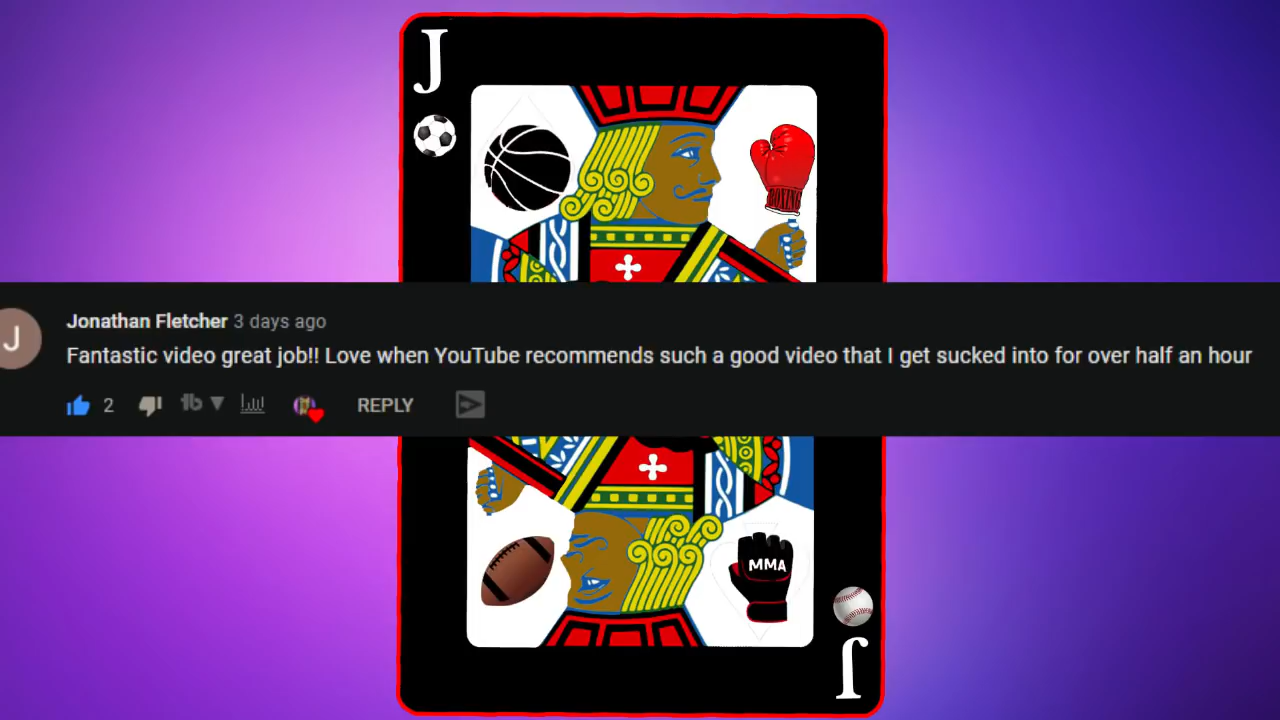 J
BOXING
J
Jonathan Fletcher 3 days ago
Fantastic video great job!! Love when YouTube recommends such a good video that I get sucked into for over half an hour
2
REPLY
MMA
J